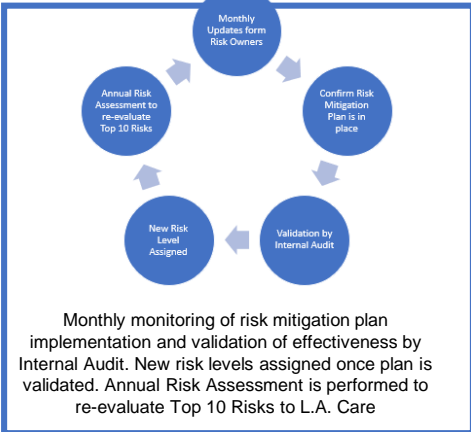 Monthly
Updates form
Risk Owners
Confirm Risk
Mitigation
Plan is in
place
Validation by
Internal Audit
New Risk
Level
Assigned
Annual Risk
Assessment to
re-evaluate
Top 10 Risks
Monthly monitoring of risk mitigation plan
implementation and validation of effectiveness by
Internal Audit. New risk levels assigned once plan is
validated. Annual Risk Assessment is performed to
re-evaluate Top 10 Risks to L.A. Care